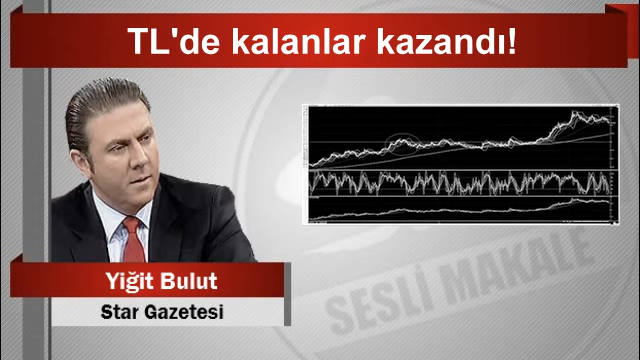 TL'de kalanlar kazandı!
Yiğit Bulut
Star Gazetesi
SESLİ MAKALE